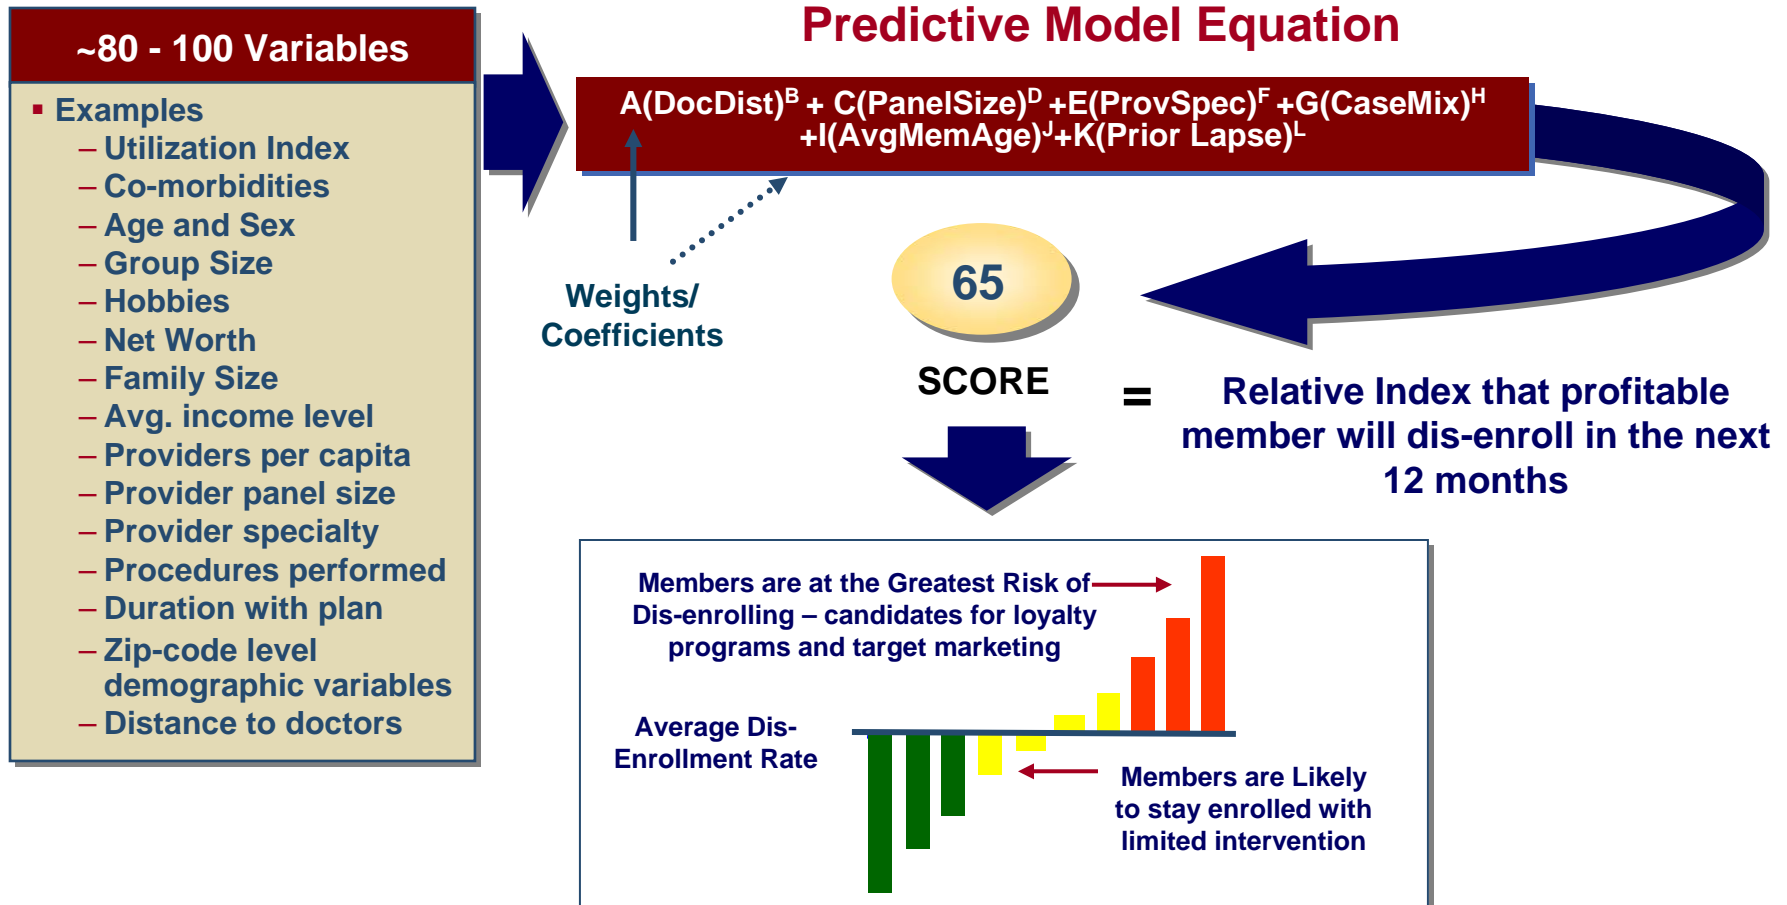 ~80 - 100 Variables
▪ Examples
– Utilization Index
– Co-morbidities
– Age and Sex
– Group Size
– Hobbies
– Net Worth
– Family Size
– Avg. income level
– Providers per capita
– Provider panel size
– Provider specialty
– Procedures performed
– Duration with plan
– Zip-code level
demographic variables
– Distance to doctors
Predictive Model Equation
A(DocDist)^B + C(PanelSize)^D +E(ProvSpec)^F +G(CaseMix)^H
+I(AvgMemAge)^J+K(Prior Lapse)^L
Weights/
Coefficients
65
SCORE
=
Relative Index that profitable
member will dis-enroll in the next
12 months
Members are at the Greatest Risk of
Dis-enrolling – candidates for loyalty
programs and target marketing
Average Dis-
Enrollment Rate
Members are Likely
to stay enrolled with
limited intervention